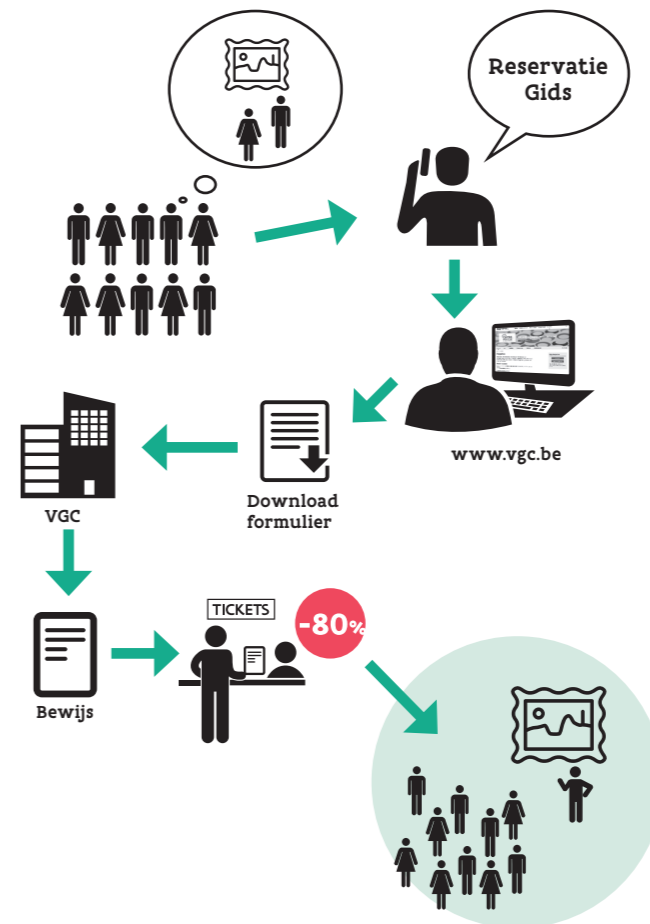 Reservatie
Gids
www.vgc.be
Download
formulier
VGC
TICKETS
-80%
Bewijs